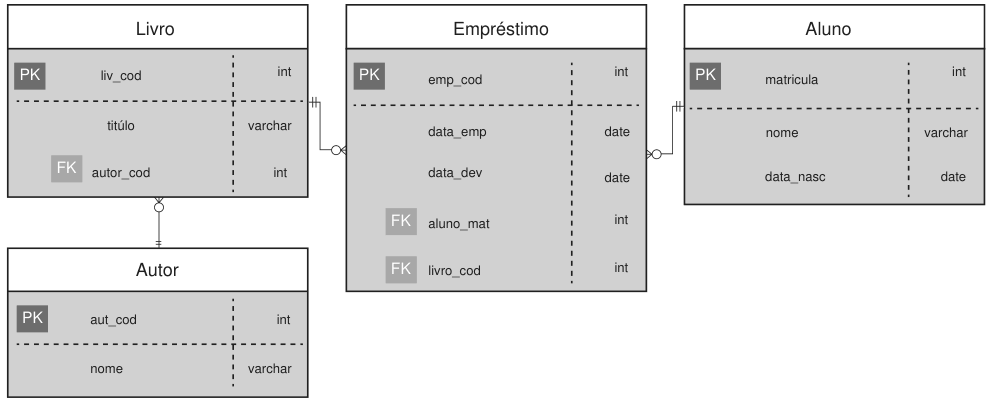 Livro
PK liv_cod int
titúlo varchar
FK autor_cod int
Autor
PK aut_cod int
nome varchar
Empréstimo
PK emp_cod int
data_emp date
data_dev date
FK aluno_mat int
FK livro_cod int
Aluno
PK matricula int
nome varchar
data_nasc date